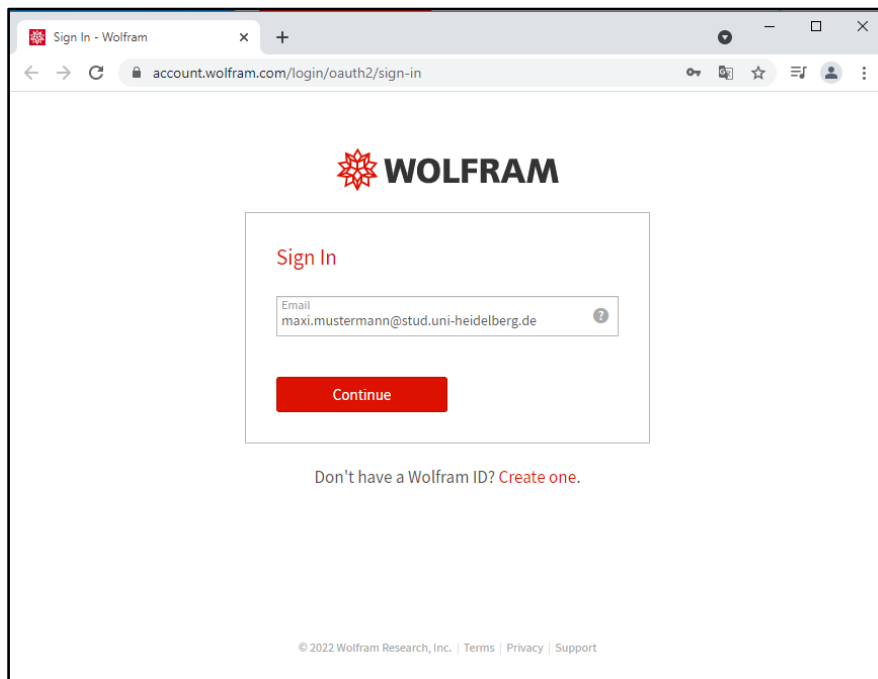 Sign In - Wolfram
account.wolfram.com/login/oauth2/sign-in
WOLFRAM
Sign In
Email
maxi.mustermann@stud.uni-heidelberg.de
?
Continue
Don't have a Wolfram ID? Create one.
© 2022 Wolfram Research, Inc. | Terms | Privacy | Support